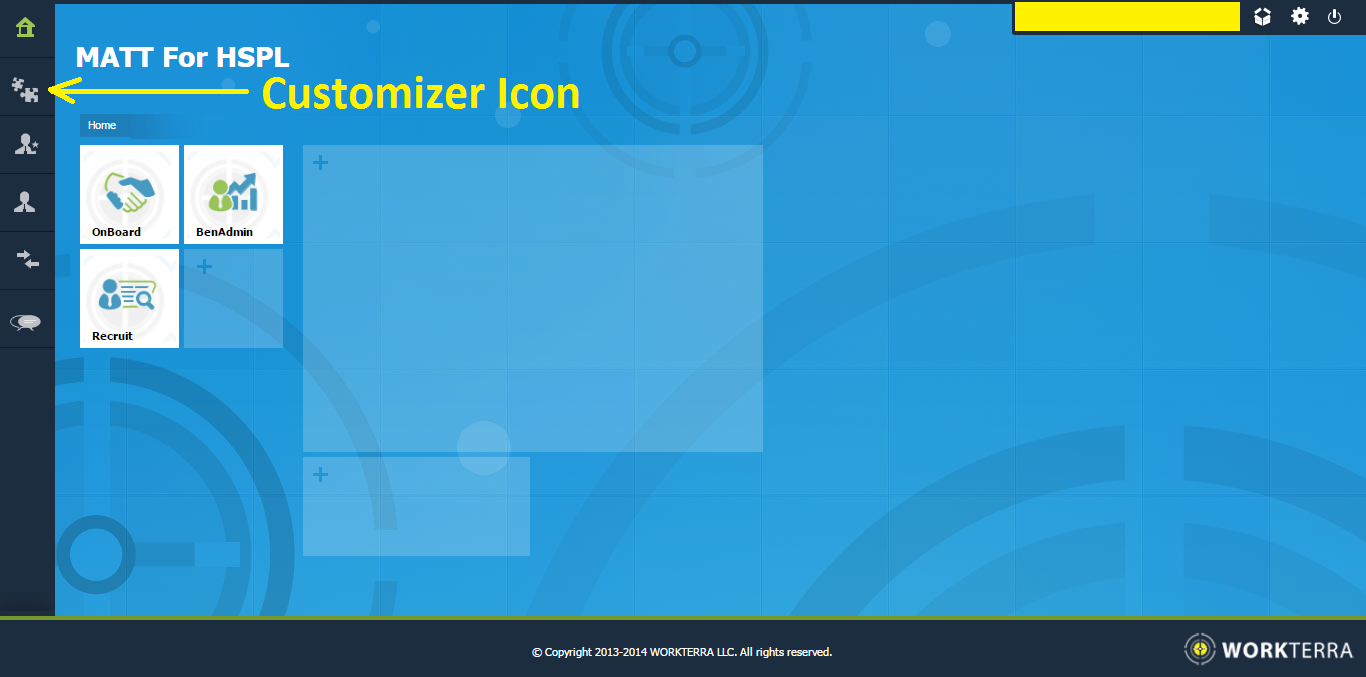 MATT For HSPL
Customizer Icon
Home
OnBoard
BenAdmin
Recruit
© Copyright 2013-2014 WORKTERRA LLC. All rights reserved.
WORKTERRA